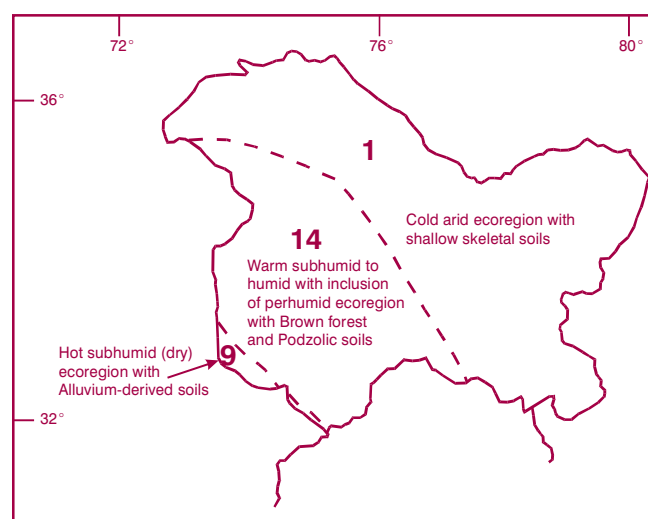 72°
76°
80°
36°
1
Cold arid ecoregion with
shallow skeletal soils
14
Warm subhumid to
humid with inclusion
of perhumid ecoregion
with Brown forest
and Podzolic soils
9
Hot subhumid (dry)
ecoregion with
Alluvium-derived soils
32°